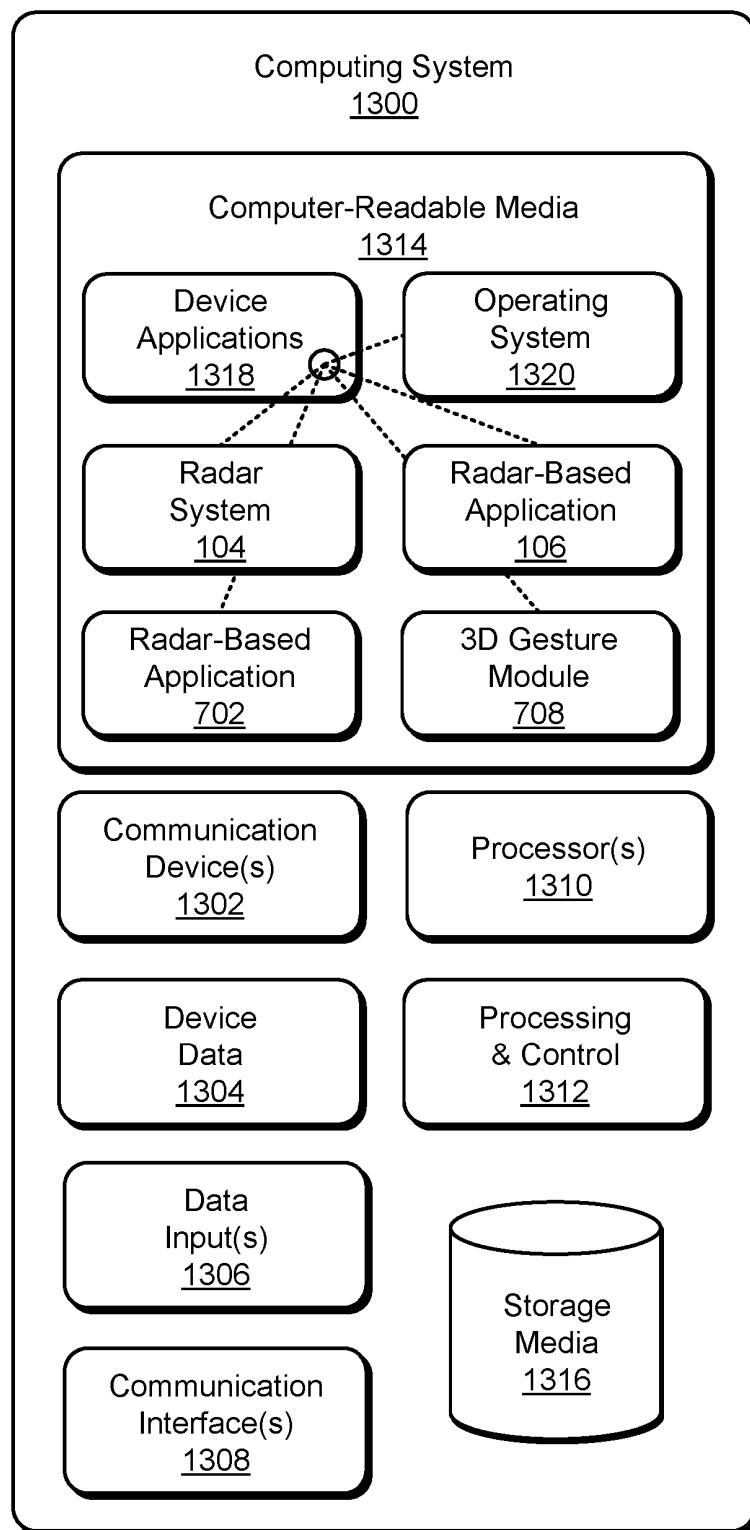 Computing System
1300
Computer-Readable Media
1314
Device
Applications
1318
Operating
System
1320
Radar
System
104
Radar-Based
Application
106
Radar-Based
Application
702
3D Gesture
Module
708
Communication
Device(s)
1302
Processor(s)
1310
Device
Data
1304
Processing
& Control
1312
Data
Input(s)
1306
Storage
Media
1316
Communication
Interface(s)
1308